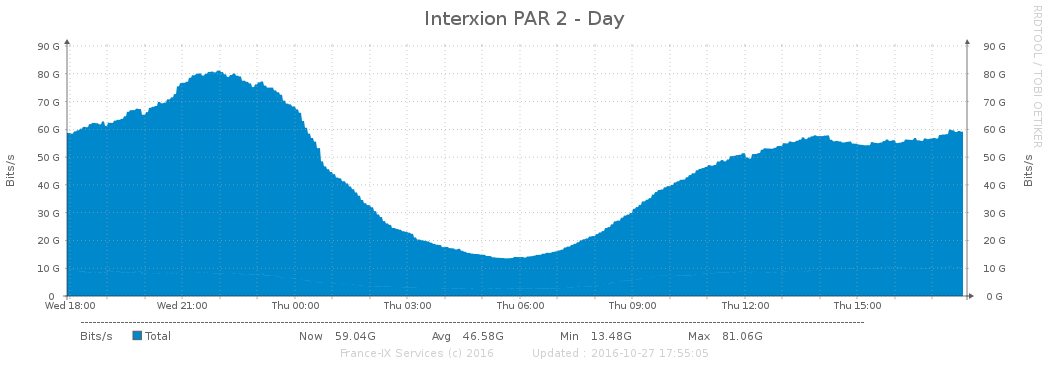 Interxion PAR 2 - Day
RRDTOOL / TOBI OETIKER
90 G 90 G
80 G 80 G
70 G 70 G
60 G 60 G
50 G 50 G
40 G 40 G
30 G 30 G
20 G 20 G
10 G 10 G
0 0 G
Bits/s
Bits/s
Wed 18:00 Wed 21:00 Thu 00:00 Thu 03:00 Thu 06:00 Thu 09:00 Thu 12:00 Thu 15:00
Bits/s Total Now 59.04G Avg 46.58G Min 13.48G Max 81.06G
France-IX Services (c) 2016 Updated : 2016-10-27 17:55:05